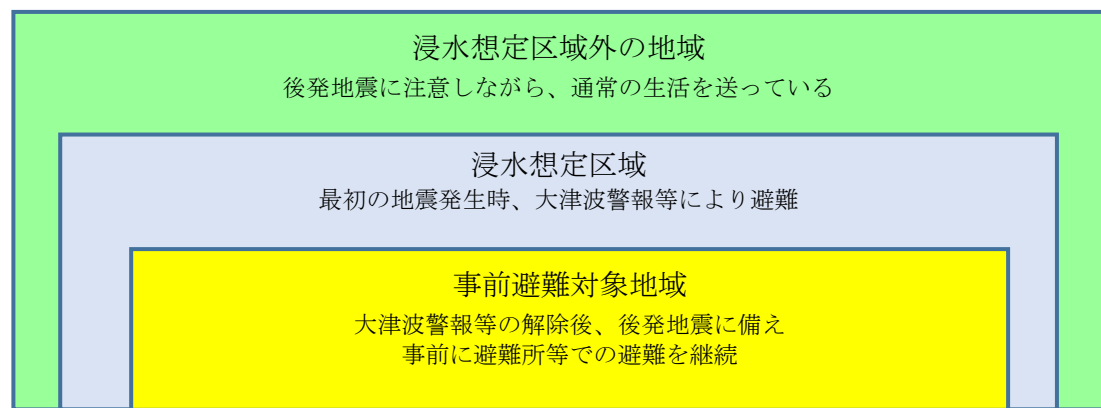 浸水想定区域外の地域
後発地震に注意しながら、通常の生活を送っている
浸水想定区域
最初の地震発生時、大津波警報等により避難
事前避難対象地域
大津波警報等の解除後、後発地震に備え
事前に避難所等での避難を継続